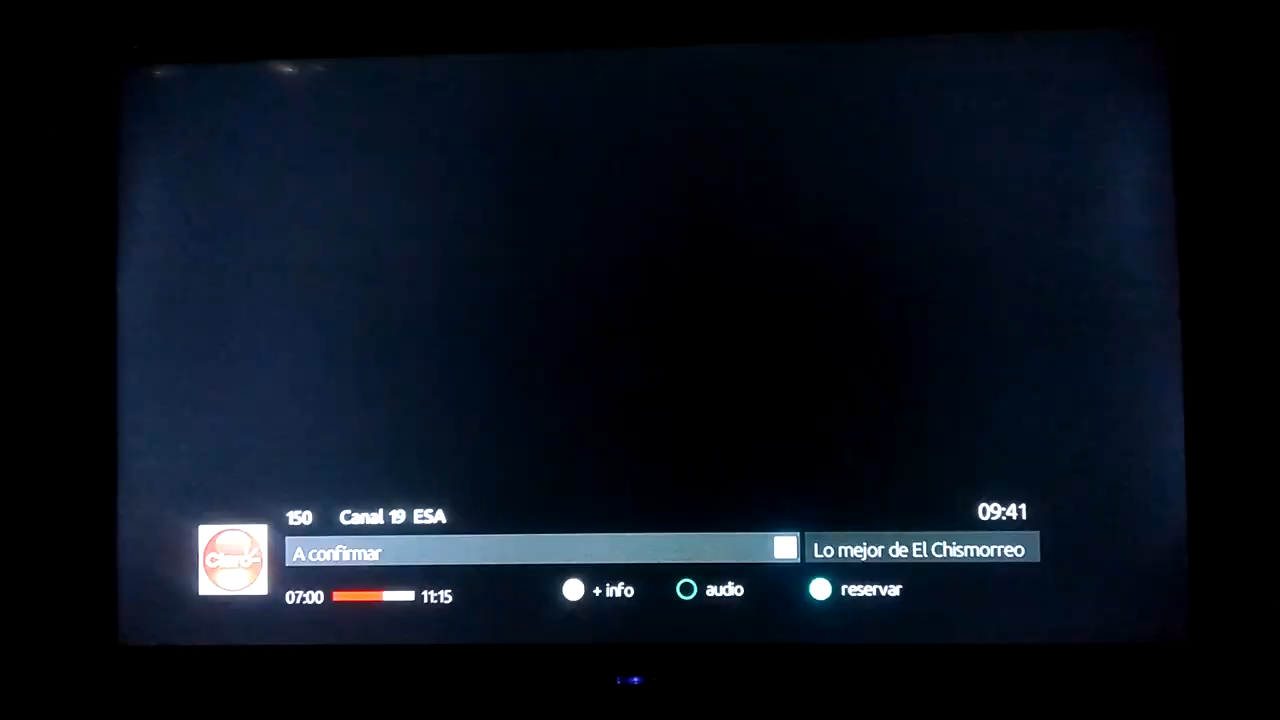 150 Canal 19 ESA
09:41
Claro
A confirmar
Lo mejor de El Chismorreo
07:00 11:15
+ info
audio
reservar